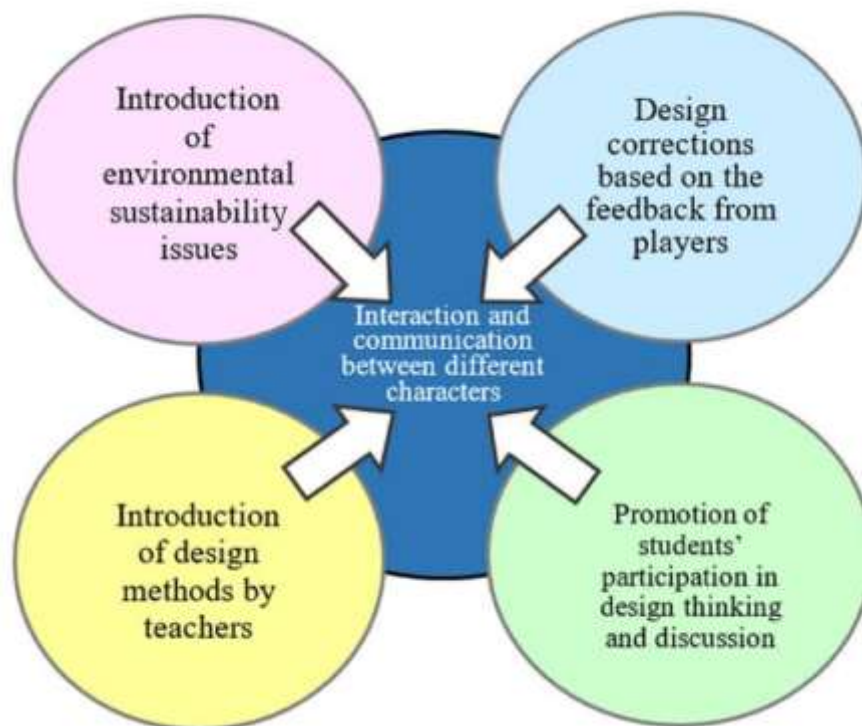 Introduction
of
environmental
sustainability
issues
Design
corrections
based on the
feedback from
players
Interaction and
communication
between different
characters
Introduction
of design
methods by
teachers
Promotion of
students’
participation in
design thinking
and discussion